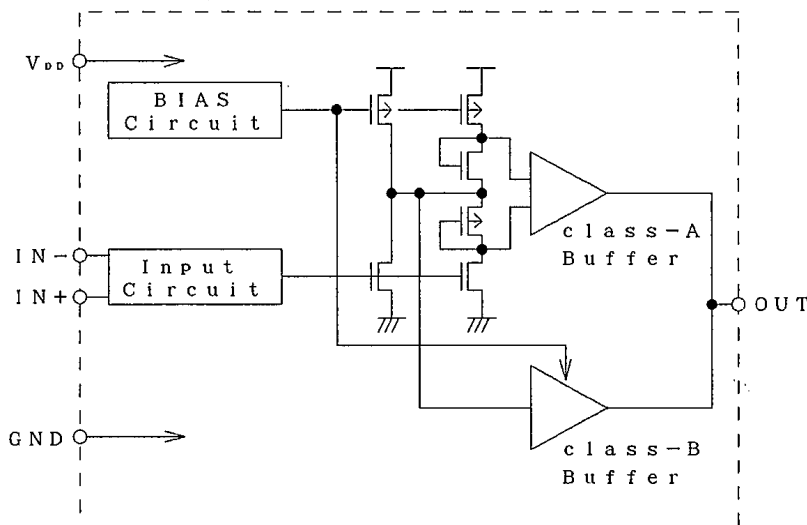 VDD
BIAS
Circuit
IN-
IN+
Input
Circuit
class-A
Buffer
OUT
GND
class-B
Buffer